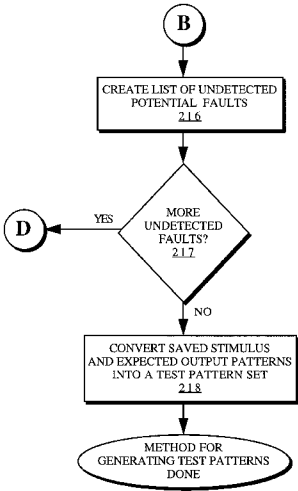 B
CREATE LIST OF UNDETECTED
POTENTIAL FAULTS
216
D
YES
MORE
UNDETECTED
FAULTS?
217
NO
CONVERT SAVED STIMULUS
AND EXPECTED OUTPUT PATTERNS
INTO A TEST PATTERN SET
218
METHOD FOR
GENERATING TEST PATTERNS
DONE